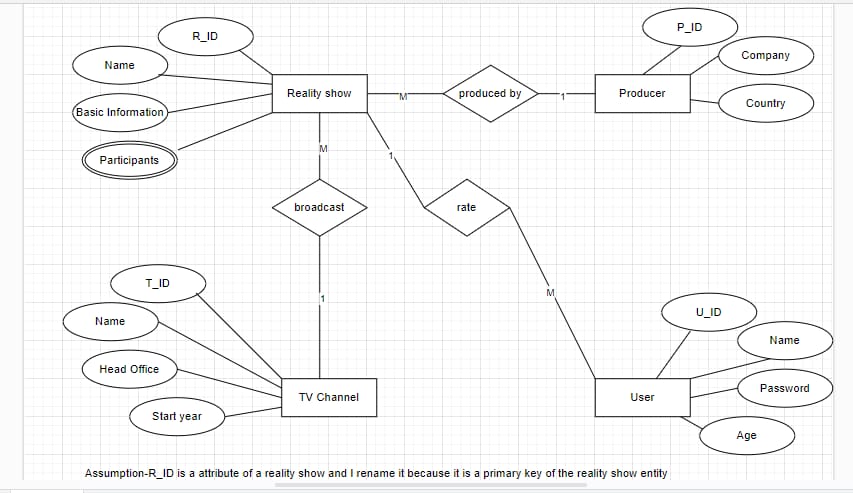 R_ID
Name
Basic Information
Participants
Reality show
M
produced by
1
Producer
P_ID
Company
Country
M
broadcast
1
1
rate
M
T_ID
Name
Head Office
Start year
TV Channel
User
U_ID
Name
Password
Age
Assumption-R_ID is a attribute of a reality show and I rename it because it is a primary key of the reality show entity